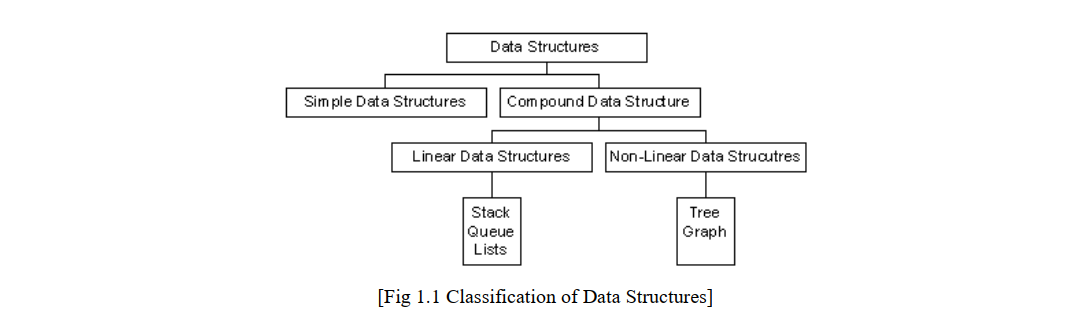 Data Structures
Simple Data Structures
Compound Data Structure
Linear Data Structures
Non-Linear Data Strucutres
Stack
Queue
Lists
Tree
Graph
[Fig 1.1 Classification of Data Structures]